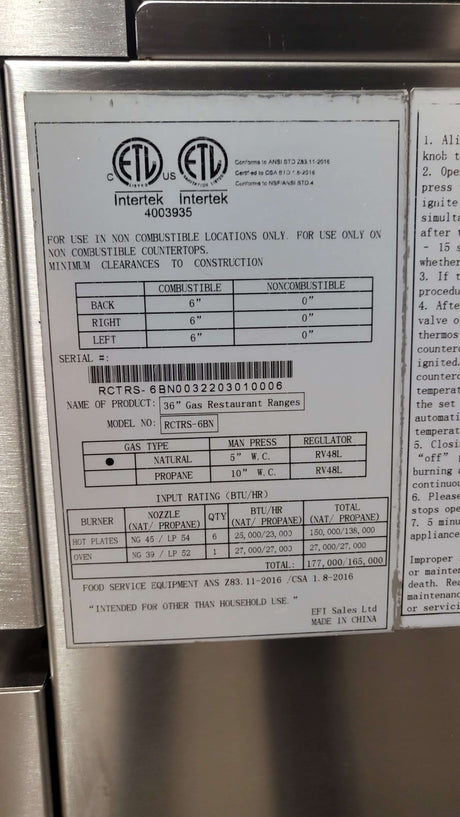 ETL ETL
C US
LISTED SANITATION LISTED
Intertek Intertek
4003935
Conforms to ANSI STD Z83.11-2016
Certified to CSA STD 1.8-2016
Conforms to NSF/ANSI STD.4
FOR USE IN NON COMBUSTIBLE LOCATIONS ONLY. FOR USE ONLY ON
NON COMBUSTIBLE COUNTERTOPS.
MINIMUM CLEARANCES TO CONSTRUCTION
COMBUSTIBLE NONCOMBUSTIBLE
BACK 6" 0"
RIGHT 6" 0"
LEFT 6" 0"
SERIAL #:
RCTRS-6BN0032203010006
NAME OF PRODUCT: 36" Gas Restaurant Ranges
MODEL NO: RCTRS-6BN
GAS TYPE MAN PRESS REGULATOR
● NATURAL 5" W.C. RV48L
PROPANE 10" W.C. RV48L
INPUT RATING (BTU/HR)
BURNER NOZZLE (NAT/ PROPANE) QTY BTU/HR (NAT/ PROPANE) TOTAL (NAT/ PROPANE)
HOT PLATES NG 45 / LP 54 6 25,000/23,000 150,000/138,000
OVEN NG 39 / LP 52 1 27,000/27,000 27,000/27,000
TOTAL: 177,000/165,000
FOOD SERVICE EQUIPMENT ANS Z83.11-2016 /CSA 1.8-2016
"INTENDED FOR OTHER THAN HOUSEHOLD USE."
EFI Sales Ltd
MADE IN CHINA
1. Ali
knob t
2. Ope
press
ignite
simulta
after t
- 15 s
whether
3. If t
procedu
4. Afte
valve o
thermos
counterc
ignited.
counterc
temperat
the set
automati
temperat
5. Closi
"off"
burning a
continuou
6. Please
stops ope
7. 5 minu
appliance
Improper
or mainten
death. Rea
maintenanc
or servici